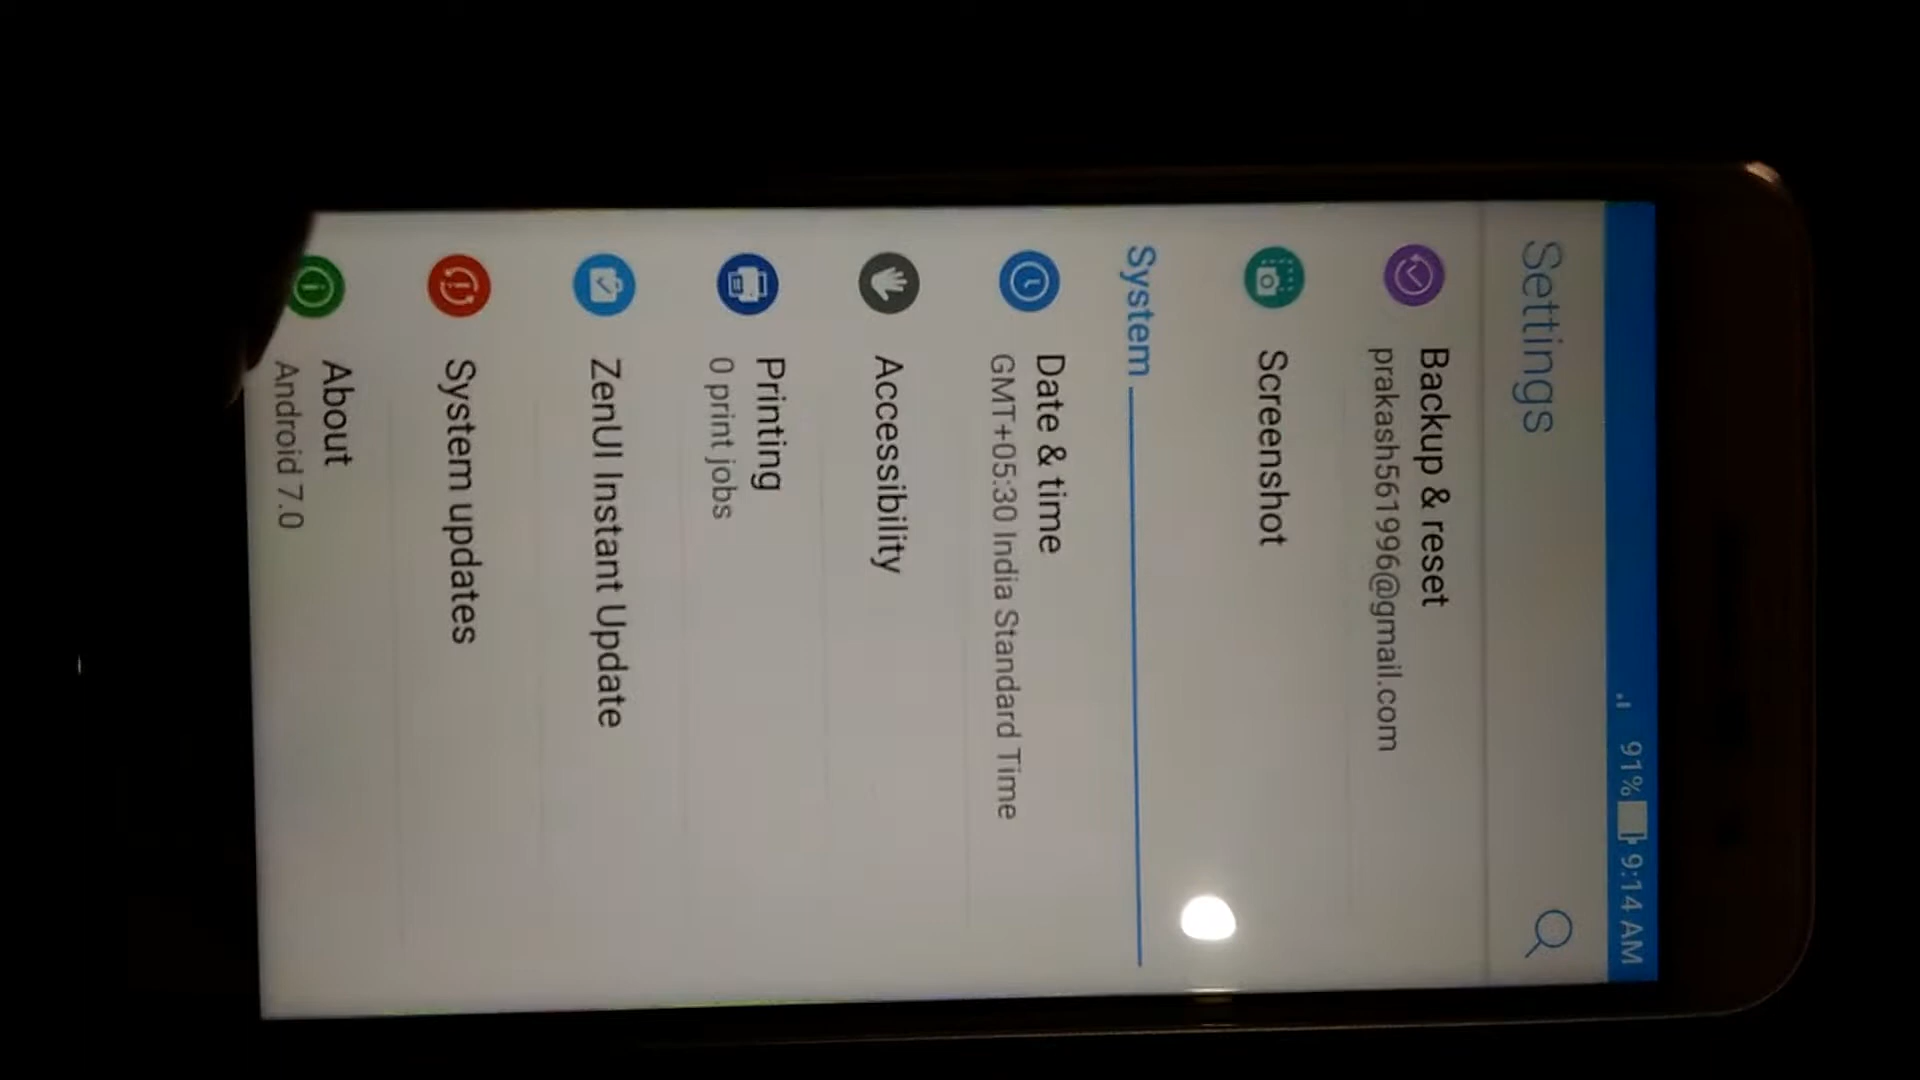 91% 9:14 AM
Settings
Backup & reset
prakash561996@gmail.com
Screenshot
System
Date & time
GMT+05:30 India Standard Time
Accessibility
Printing
0 print jobs
ZenUI Instant Update
System updates
About
Android 7.0